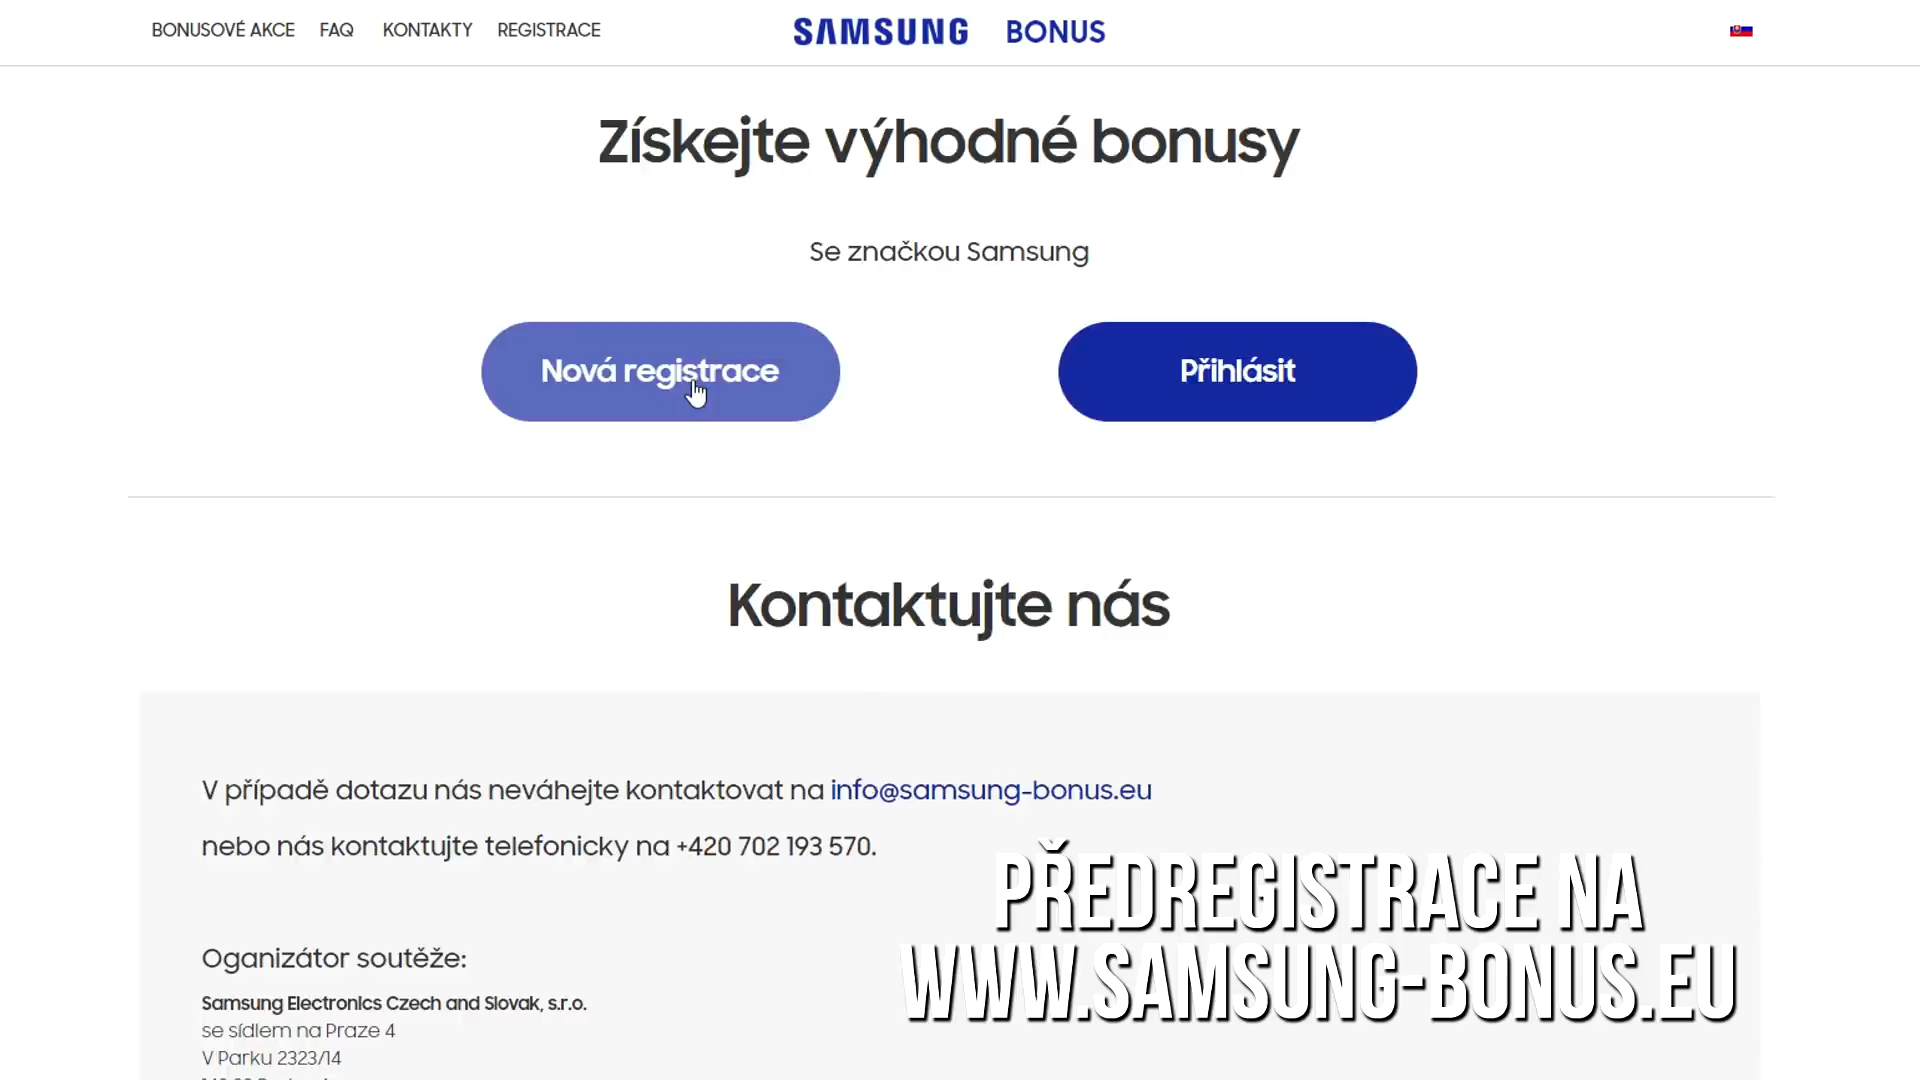 BONUSOVÉ AKCE FAQ KONTAKTY REGISTRACE SAMSUNG BONUS
Získejte výhodné bonusy
Se značkou Samsung
Nová registrace Přihlásit
Kontaktujte nás
V případě dotazu nás neváhejte kontaktovat na info@samsung-bonus.eu
nebo nás kontaktujte telefonicky na +420 702 193 570.
PŘEDREGISTRACE NA
WWW.SAMSUNG-BONUS.EU
Oganizátor soutěže:
Samsung Electronics Czech and Slovak, s.r.o.
se sídlem na Praze 4
V Parku 2323/14